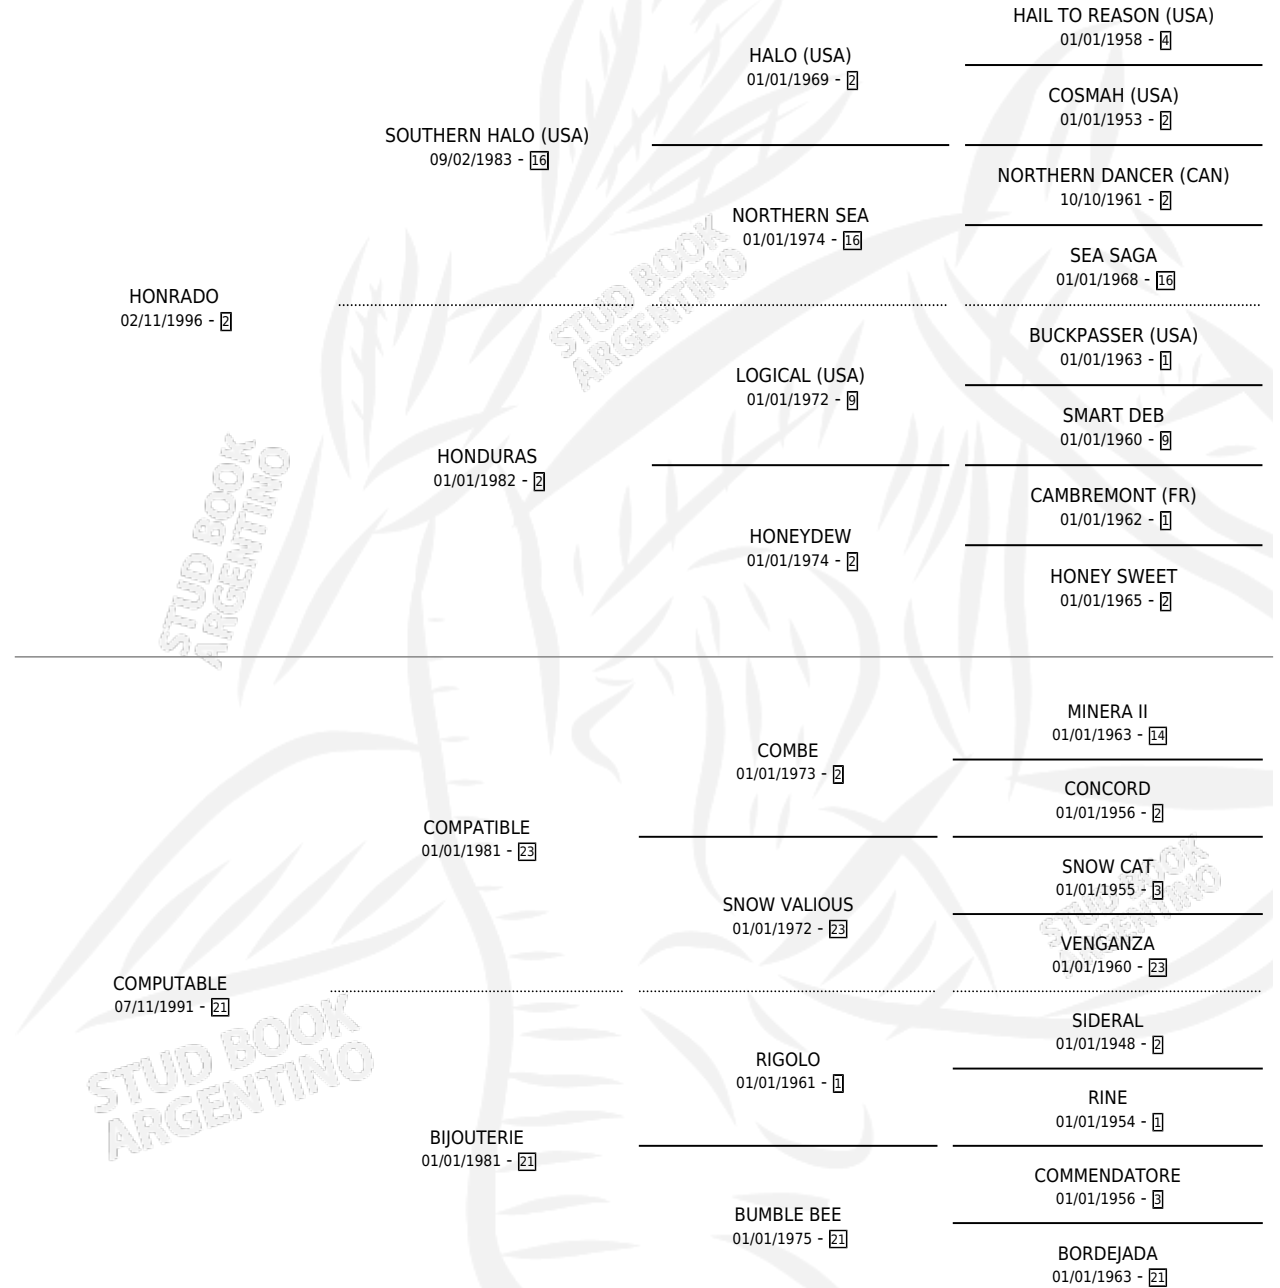 HAIL TO REASON (USA)
01/01/1958 - 4
HALO (USA)
01/01/1969 - 2
COSMAH (USA)
01/01/1953 - 2
SOUTHERN HALO (USA)
09/02/1983 - 16
NORTHERN DANCER (CAN)
10/10/1961 - 2
NORTHERN SEA
01/01/1974 - 16
SEA SAGA
01/01/1968 - 16
STUD BOOK
ARGENTINO
HONRADO
02/11/1996 - 2
BUCKPASSER (USA)
01/01/1963 - 1
LOGICAL (USA)
01/01/1972 - 9
SMART DEB
01/01/1960 - 9
HONDURAS
01/01/1982 - 2
CAMBREMONT (FR)
01/01/1962 - 1
HONEYDEW
01/01/1974 - 2
HONEY SWEET
01/01/1965 - 2
STUD BOOK
ARGENTINO
MINERA II
01/01/1963 - 14
COMBE
01/01/1973 - 2
CONCORD
01/01/1956 - 2
COMPATIBLE
01/01/1981 - 23
SNOW CAT
01/01/1955 - 3
SNOW VALIOUS
01/01/1972 - 23
VENGANZA
01/01/1960 - 23
STUD BOOK
ARGENTINO
COMPUTABLE
07/11/1991 - 21
SIDERAL
01/01/1948 - 2
RIGOLO
01/01/1961 - 1
RINE
01/01/1954 - 1
STUD BOOK
ARGENTINO
BIJOUTERIE
01/01/1981 - 21
COMMENDATORE
01/01/1956 - 3
BUMBLE BEE
01/01/1975 - 21
BORDEJADA
01/01/1963 - 21